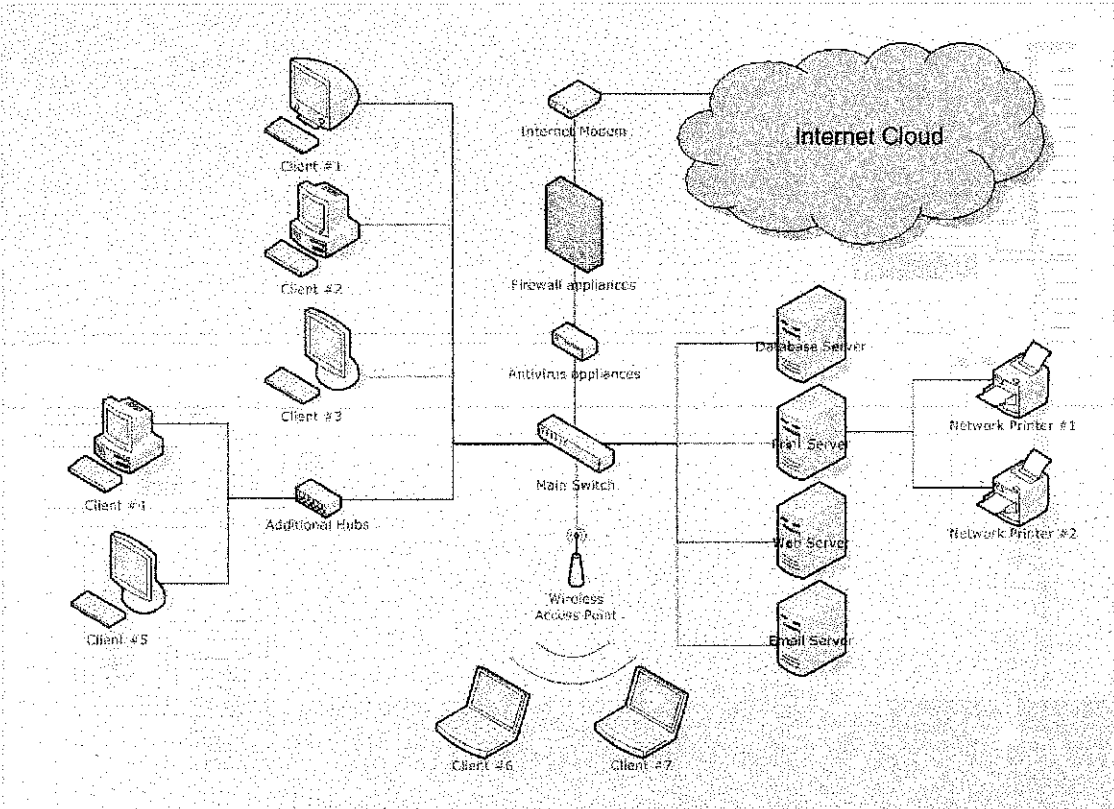 Internet Modem
Internet Cloud
Client #1
Client #2
Firewall appliances
Database Server
Antivirus appliances
Client #3
Network Printer #1
Print Server
Main Switch
Client #4
Additional Hubs
Network Printer #2
Web Server
Wireless
Access Point
Client #5
Email Server
Client #6
Client #7